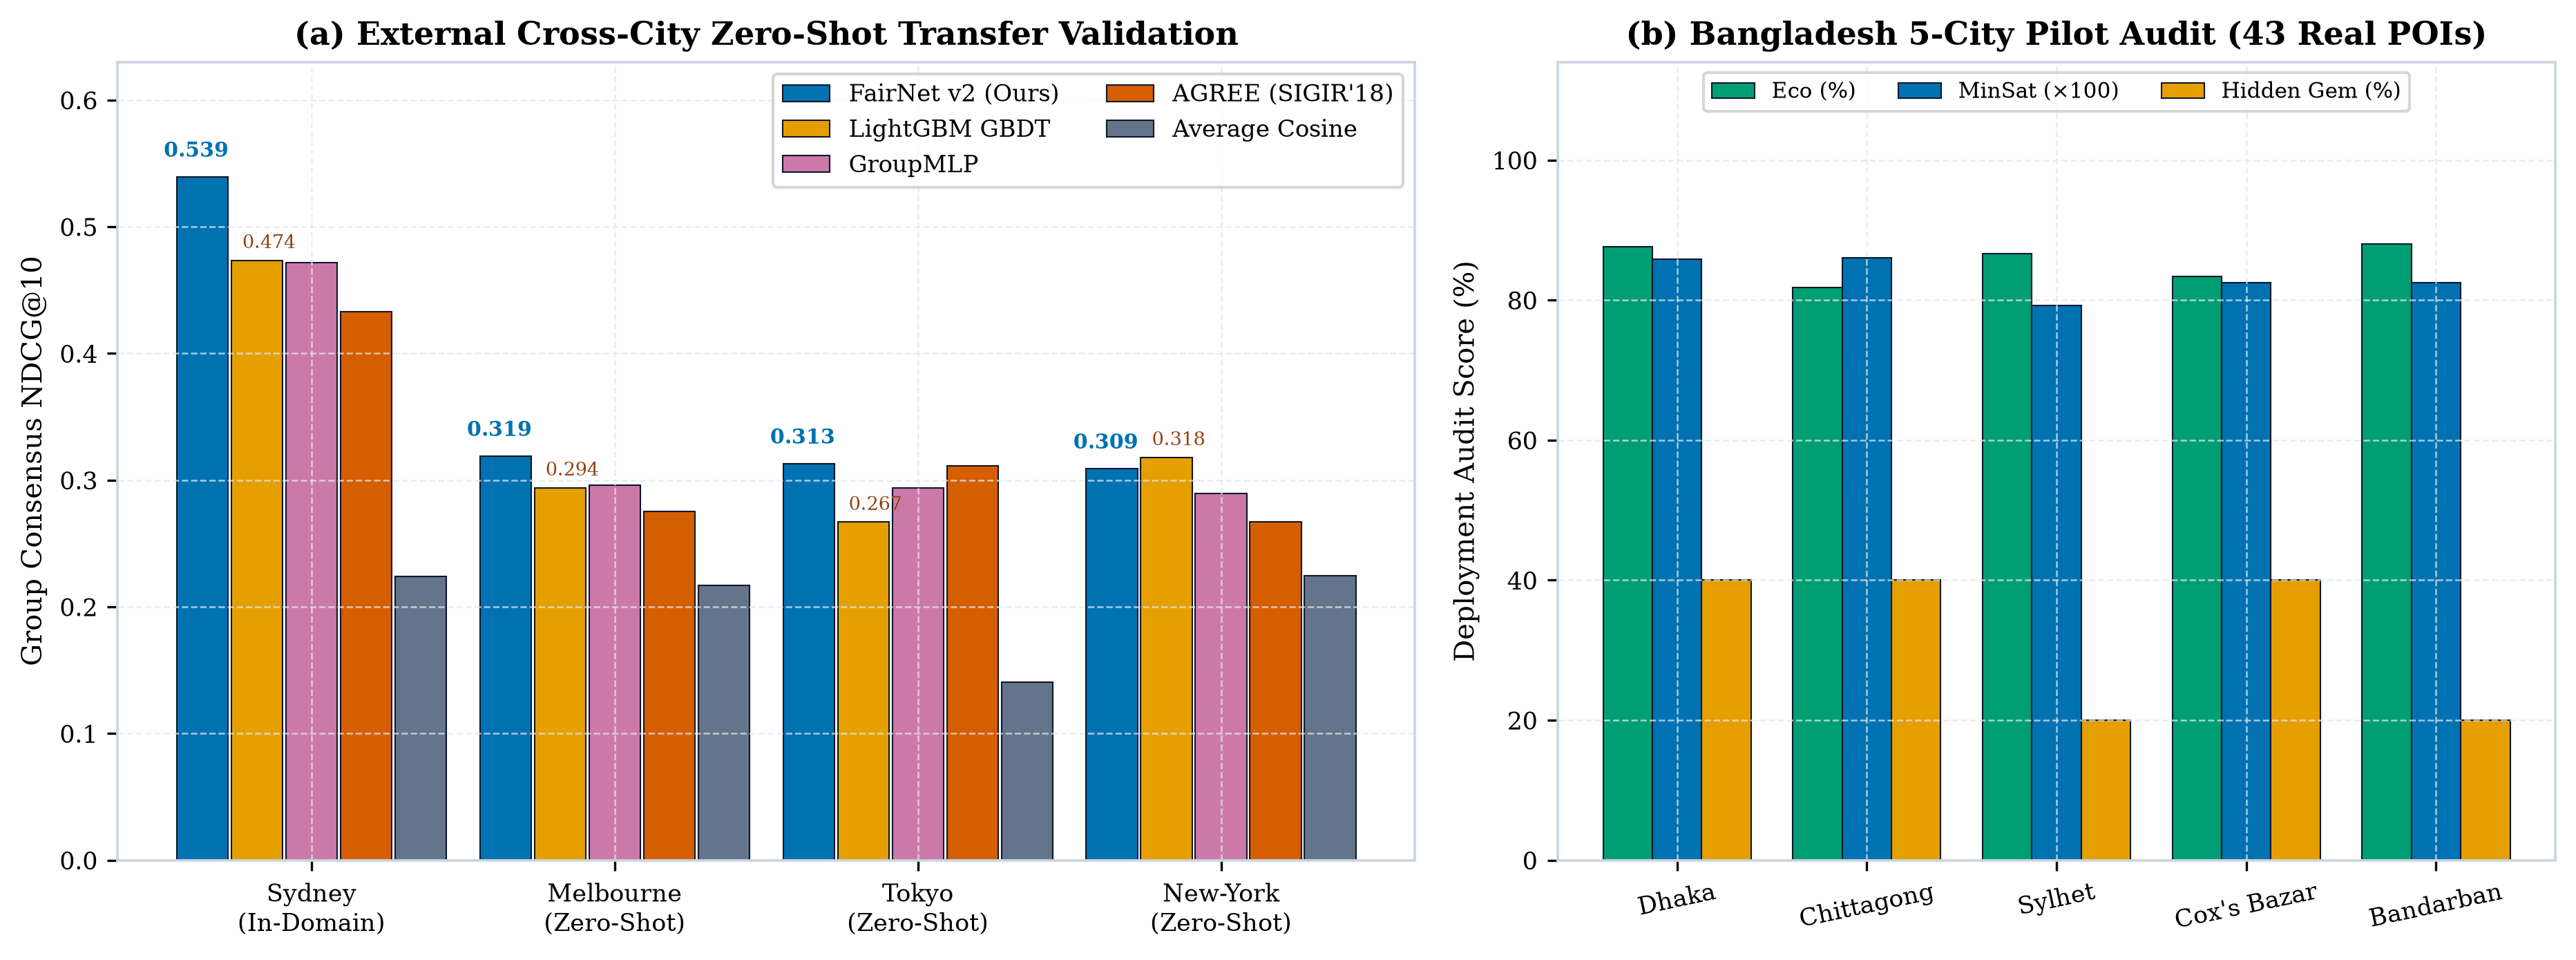 (a) External Cross-City Zero-Shot Transfer Validation
FairNet v2 (Ours)
LightGBM GBDT
GroupMLP
AGREE (SIGIR'18)
Average Cosine
Group Consensus NDCG@10
0.6
0.5
0.4
0.3
0.2
0.1
0.0
0.539
0.474
0.319
0.294
0.313
0.267
0.309
0.318
Sydney
(In-Domain)
Melbourne
(Zero-Shot)
Tokyo
(Zero-Shot)
New-York
(Zero-Shot)
(b) Bangladesh 5-City Pilot Audit (43 Real POIs)
Eco (%)
MinSat (×100)
Hidden Gem (%)
Deployment Audit Score (%)
100
80
60
40
20
0
Dhaka
Chittagong
Sylhet
Cox's Bazar
Bandarban